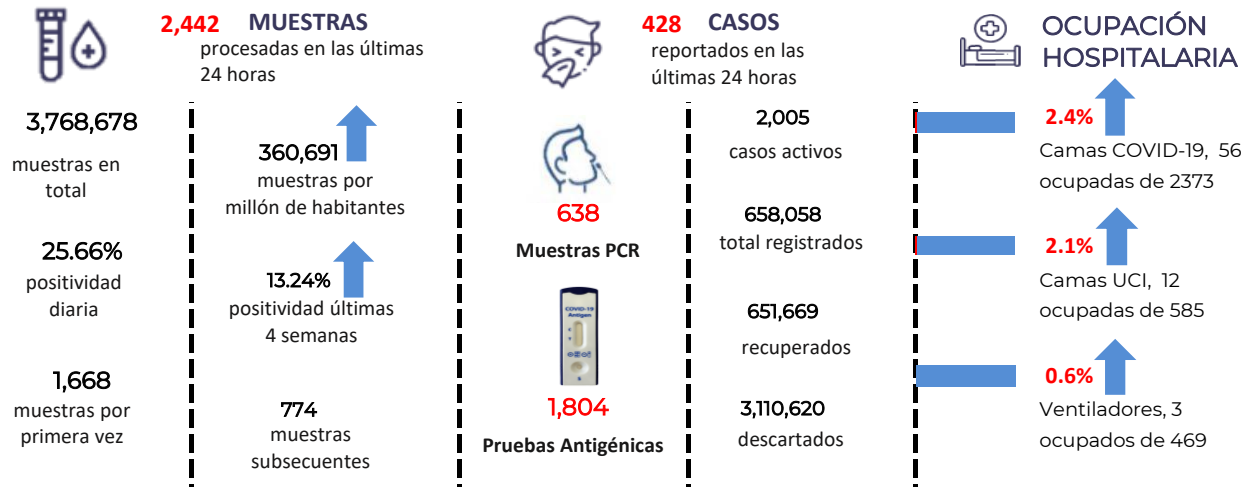 2,442 MUESTRAS
procesadas en las últimas
24 horas
3,768,678
muestras en
total
25.66%
positividad
diaria
1,668
muestras por
primera vez
360,691
muestras por
millón de habitantes
13.24%
positividad últimas
4 semanas
774
muestras
subsecuentes
428 CASOS
reportados en las
últimas 24 horas
638
Muestras PCR
COVID-19
Antigen
1,804
Pruebas Antigénicas
2,005
casos activos
658,058
total registrados
651,669
recuperados
3,110,620
descartados
OCUPACIÓN
HOSPITALARIA
2.4%
Camas COVID-19, 56
ocupadas de 2373
2.1%
Camas UCI, 12
ocupadas de 585
0.6%
Ventiladores, 3
ocupados de 469